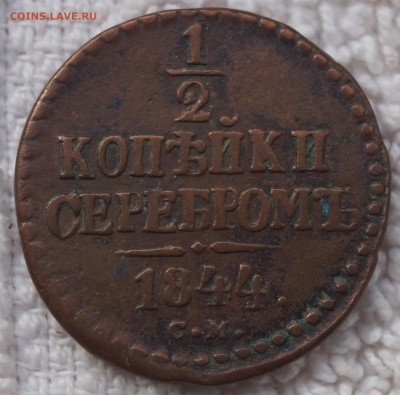 COINS.LAVE.RU
1
2
КОПѢЙКИ
СЕРЕБРОМЪ
1844.
С.М.